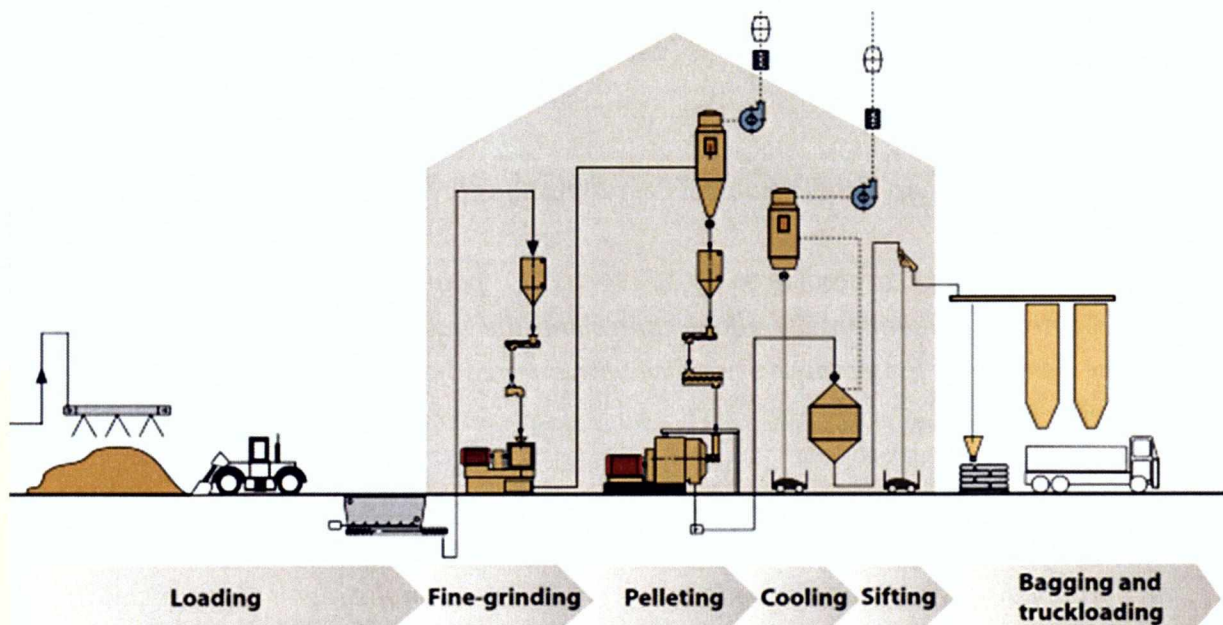 Loading
Fine-grinding
Pelleting
Cooling
Sifting
Bagging and
truckloading